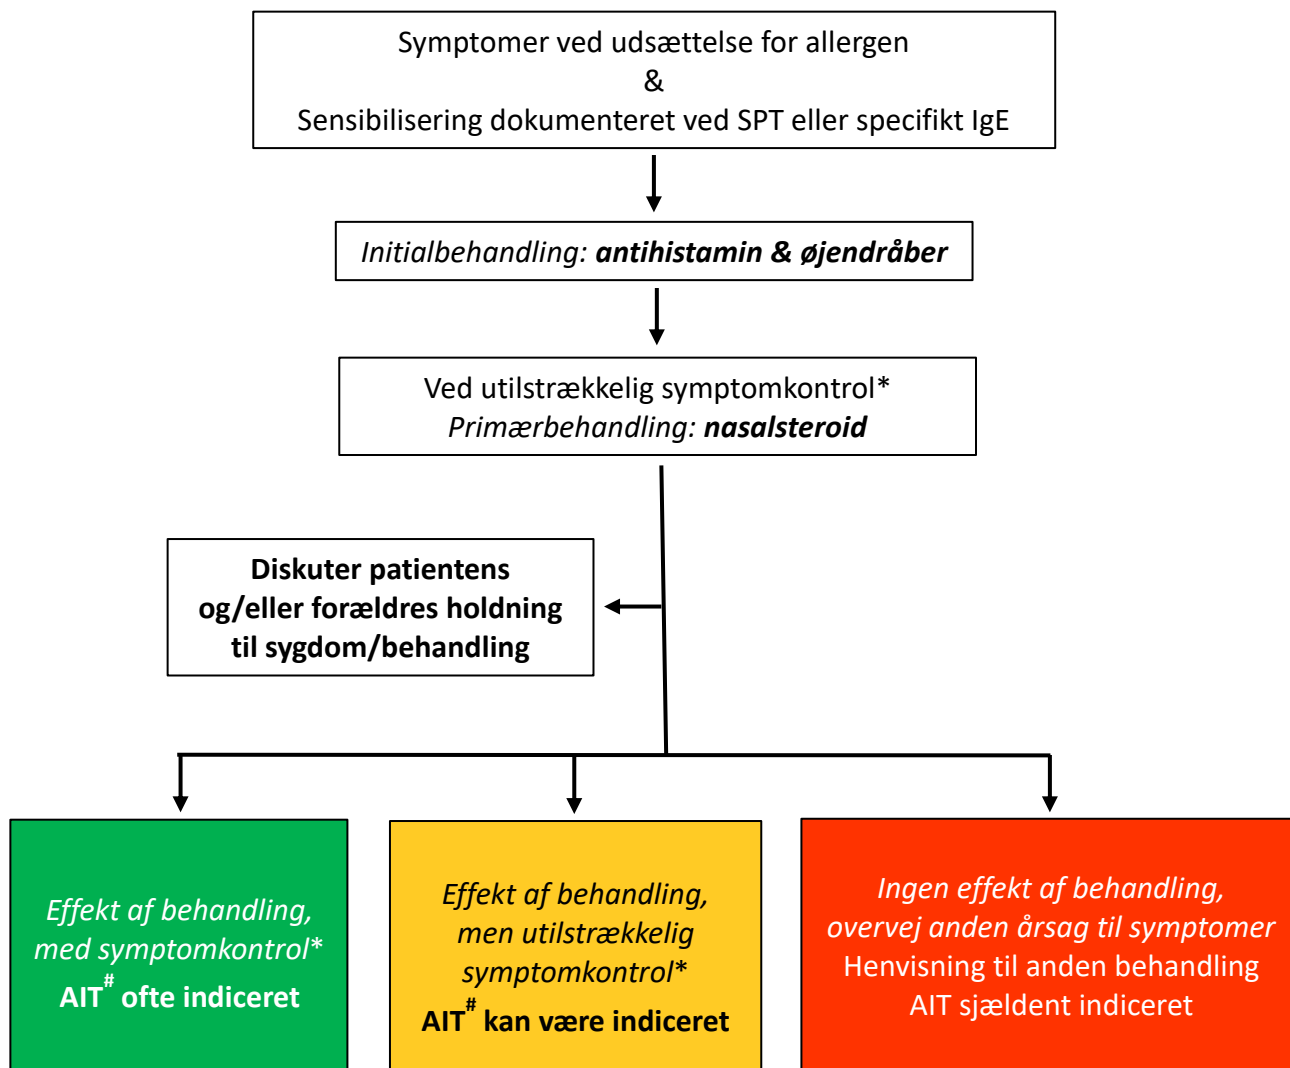 Symptomer ved udsættelse for allergen
&
Sensibilisering dokumenteret ved SPT eller specifikt IgE
Initialbehandling: antihistamin & øjendråber
Ved utilstrækkelig symptomkontrol*
Primærbehandling: nasalsteroid
Diskuter patientens
og/eller forældres holdning
til sygdom/behandling
Effekt af behandling,
med symptomkontrol*
AIT# ofte indiceret
Effekt af behandling,
men utilstrækkelig
symptomkontrol*
AIT# kan være indiceret
Ingen effekt af behandling,
overvej anden årsag til symptomer
Henvisning til anden behandling
AIT sjældent indiceret